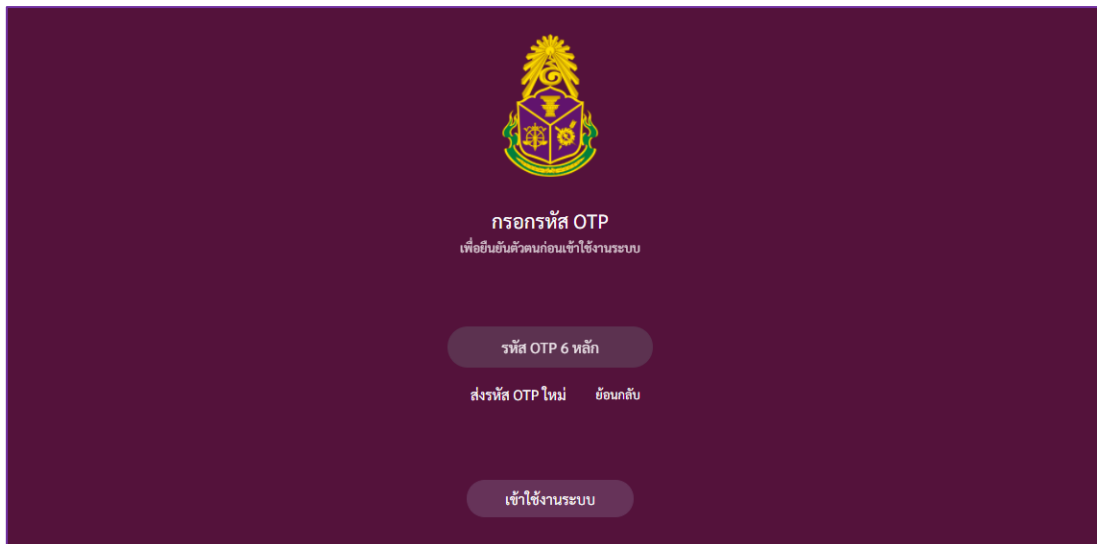 กรอกรหัส OTP
เพื่อยืนยันตัวตนก่อนเข้าใช้งานระบบ
รหัส OTP 6 หลัก
ส่งรหัส OTP ใหม่ ย้อนกลับ
เข้าใช้งานระบบ